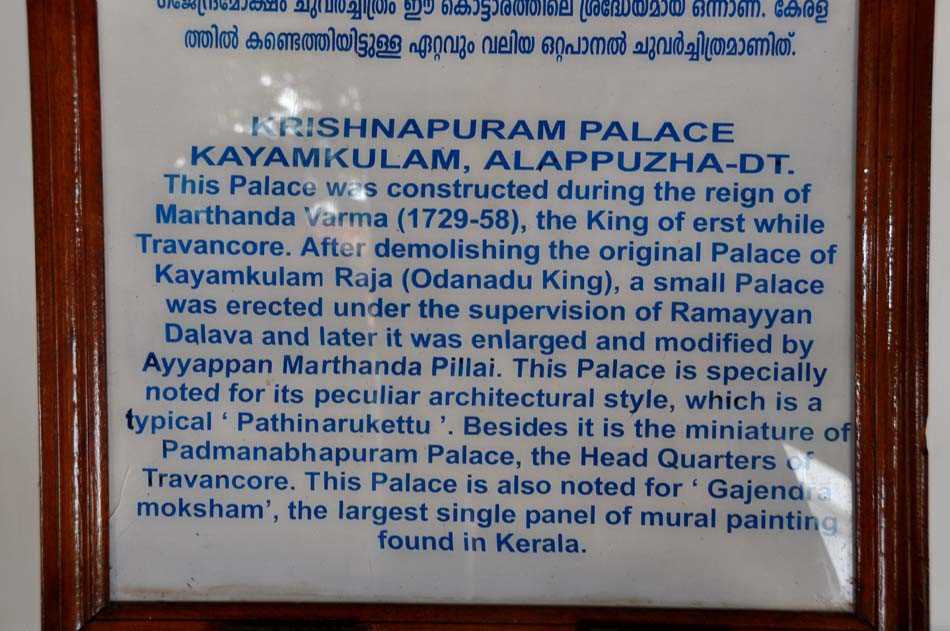 ഗജേന്ദ്രമോക്ഷം ചുവർച്ചിത്രം ഈ കൊട്ടാരത്തിലെ ശ്രദ്ധേയമായ ഒന്നാണ്. കേരള
ത്തിൽ കണ്ടെത്തിയിട്ടുള്ള ഏറ്റവും വലിയ ഒറ്റപാനൽ ചുവർച്ചിത്രമാണിത്.
KRISHNAPURAM PALACE
KAYAMKULAM, ALAPPUZHA-DT.
This Palace was constructed during the reign of
Marthanda Varma (1729-58), the King of erst while
Travancore. After demolishing the original Palace of
Kayamkulam Raja (Odanadu King), a small Palace
was erected under the supervision of Ramayyan
Dalava and later it was enlarged and modified by
Ayyappan Marthanda Pillai. This Palace is specially
noted for its peculiar architectural style, which is a
typical ‘ Pathinarukettu ’. Besides it is the miniature of
Padmanabhapuram Palace, the Head Quarters of
Travancore. This Palace is also noted for ‘ Gajendra
moksham’, the largest single panel of mural painting
found in Kerala.